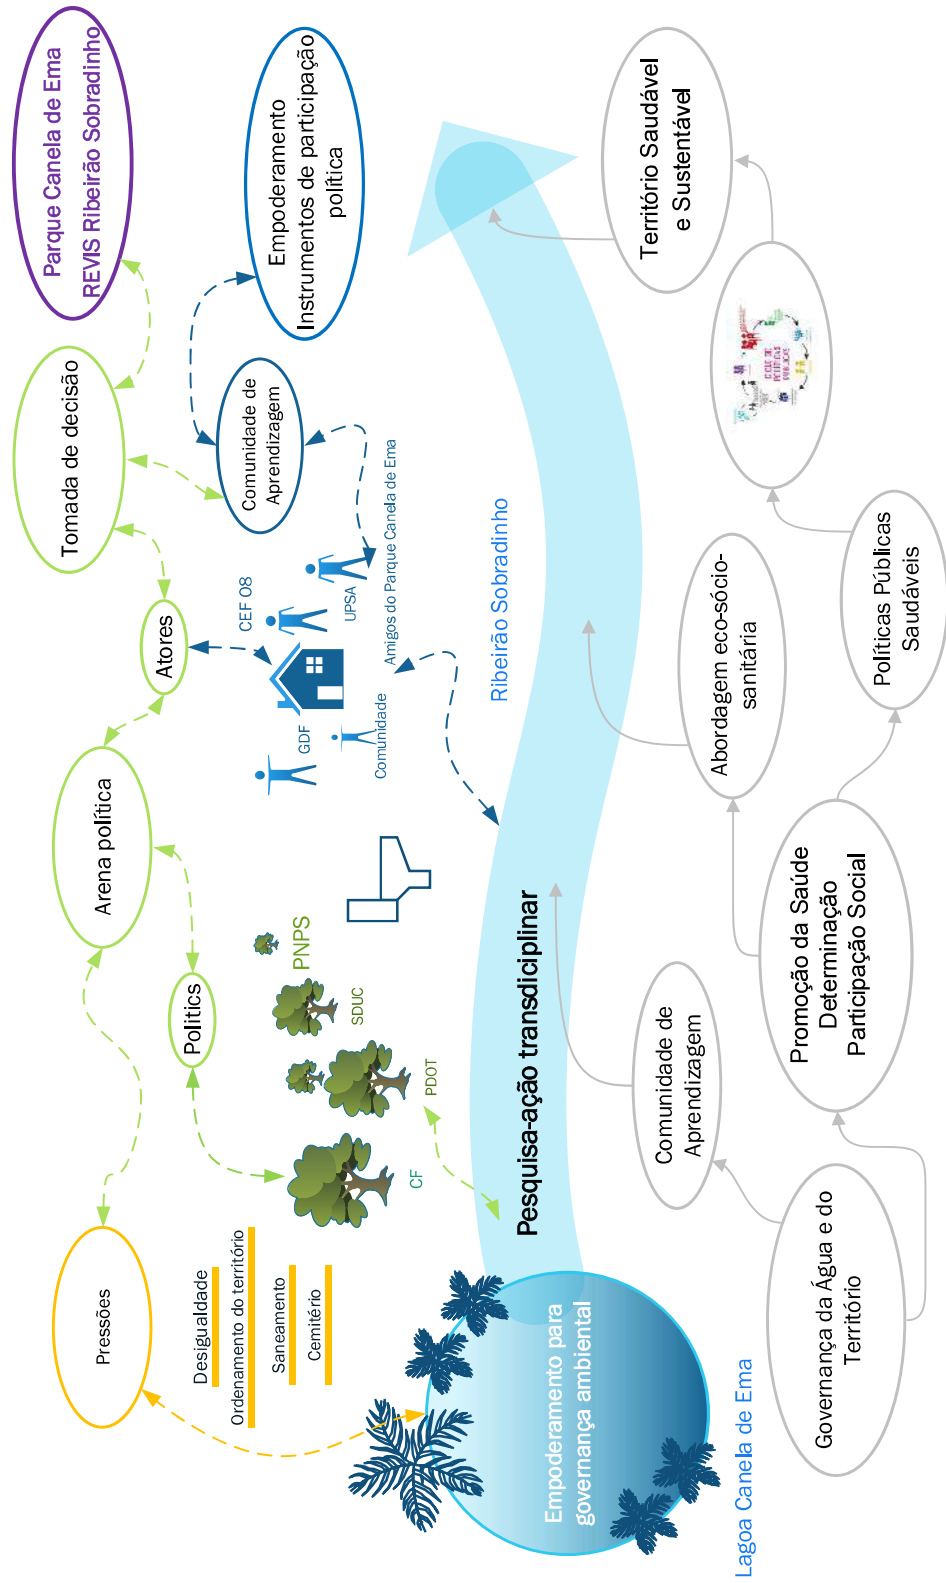 Parque Canela de Ema
REVIS Ribeirão Sobradinho
Tomada de decisão
Atores
Arena política
Politics
Pressões
Desigualdade
Ordenamento do território
Saneamento
Cemitério
CF
PDOT
SDUC
PNPS
GDF
Comunidade
CEF 08
UPSA
Amigos do Parque Canela de Ema
Comunidade de
Aprendizagem
Empoderamento
Instrumentos de participação
política
Empoderamento para
governança ambiental
Lagoa Canela de Ema
Pesquisa-ação transdiciplinar
Ribeirão Sobradinho
Governança da Água e do
Território
Comunidade de
Aprendizagem
Promoção da Saúde
Determinação
Participação Social
Abordagem eco-sócio-
sanitária
Políticas Públicas
Saudáveis
CICLO DE
POLÍTICAS
PÚBLICAS
Território Saudável
e Sustentável